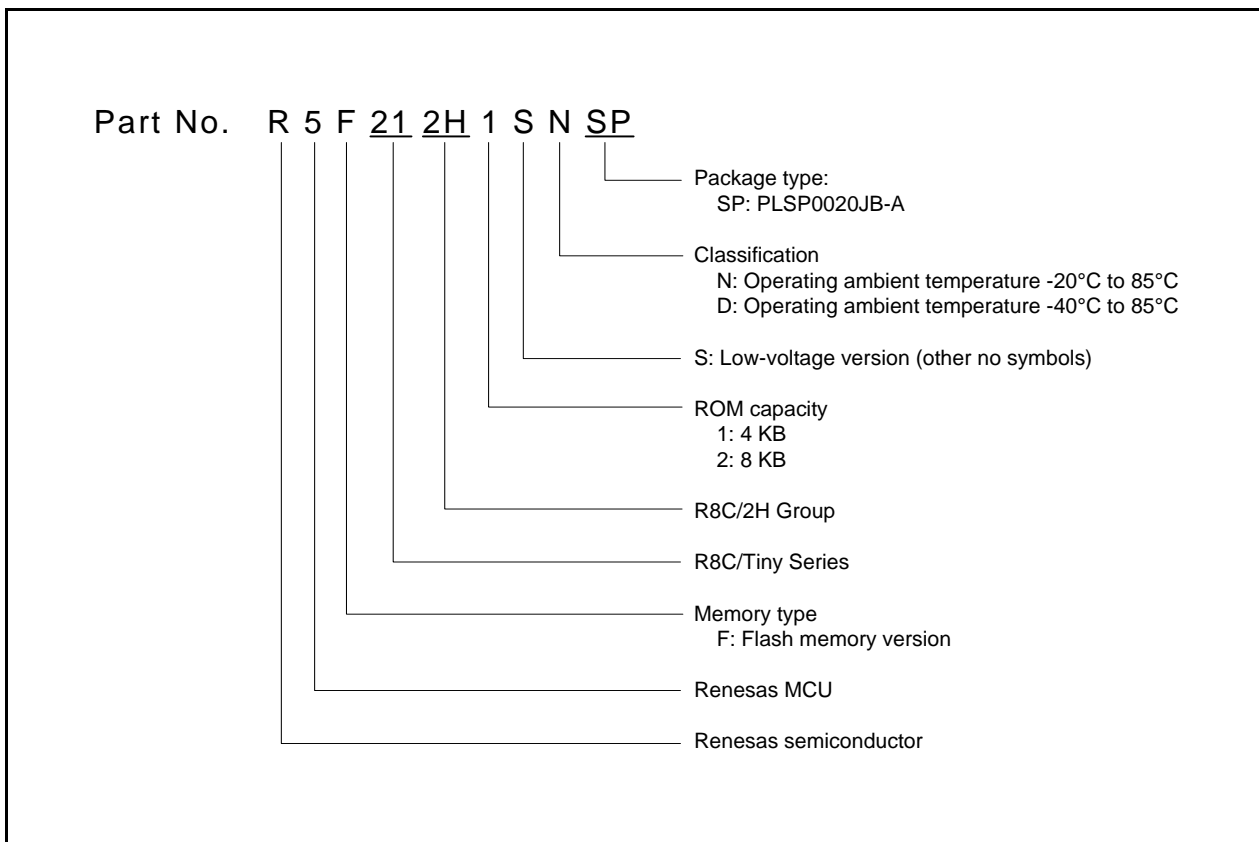 Part No. R 5 F 21 2H 1 S N SP
Package type:
SP: PLSP0020JB-A
Classification
N: Operating ambient temperature -20°C to 85°C
D: Operating ambient temperature -40°C to 85°C
S: Low-voltage version (other no symbols)
ROM capacity
1: 4 KB
2: 8 KB
R8C/2H Group
R8C/Tiny Series
Memory type
F: Flash memory version
Renesas MCU
Renesas semiconductor